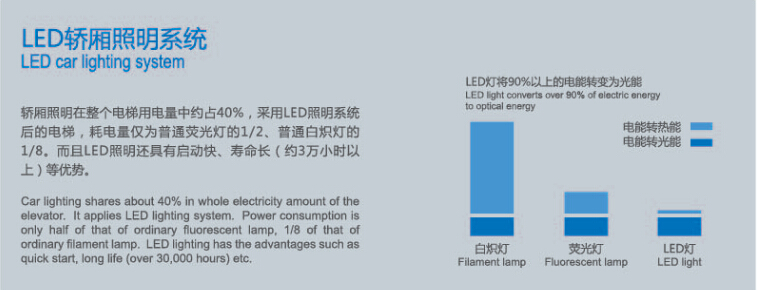 LED轿厢照明系统
LED car lighting system
轿厢照明在整个电梯用电量中约占40%，采用LED照明系统
后的电梯，耗电量仅为普通荧光灯的1/2、普通白炽灯的
1/8。而且LED照明还具有启动快、寿命长（约3万小时以
上）等优势。
Car lighting shares about 40% in whole electricity amount of the
elevator.  It applies LED lighting system.  Power consumption is
only half of that of ordinary fluorescent lamp, 1/8 of that of
ordinary filament lamp.  LED lighting has the advantages such as
quick start, long life (over 30,000 hours) etc.
LED灯将90%以上的电能转变为光能
LED light converts over 90% of electric energy
to optical energy
电能转热能
电能转光能
白炽灯 荧光灯 LED灯
Filament lamp Fluorescent lamp LED light